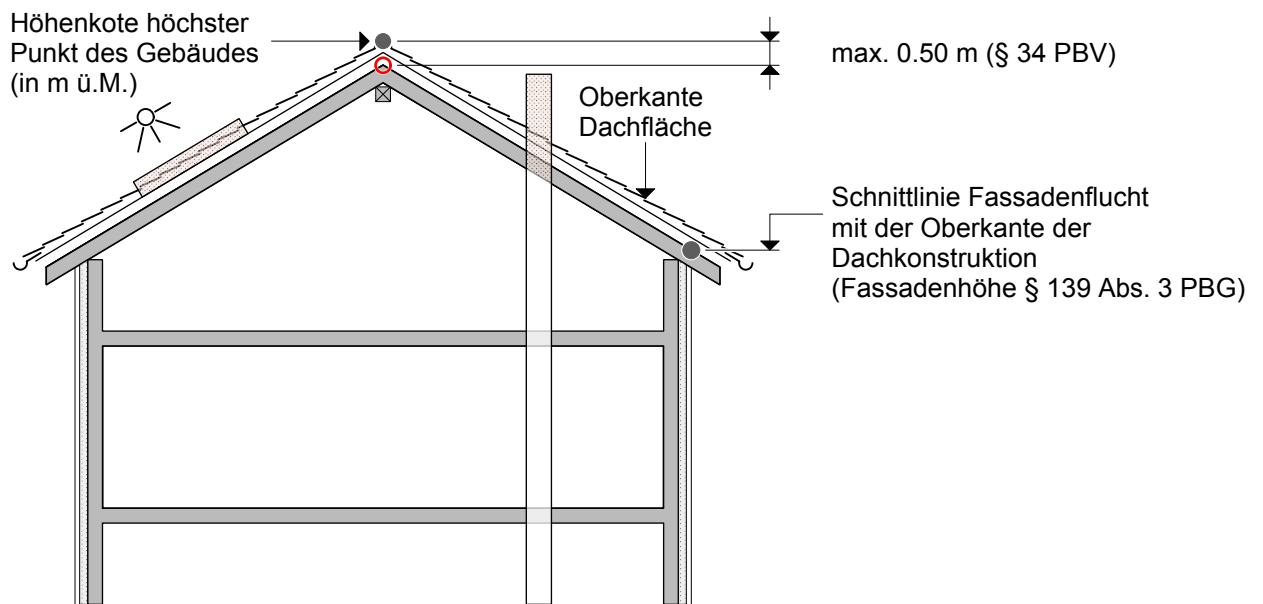 Höhenkote höchster
Punkt des Gebäudes
(in m ü.M.)
max. 0.50 m (§ 34 PBV)
Oberkante
Dachfläche
Schnittlinie Fassadenflucht
mit der Oberkante der
Dachkonstruktion
(Fassadenhöhe § 139 Abs. 3 PBG)